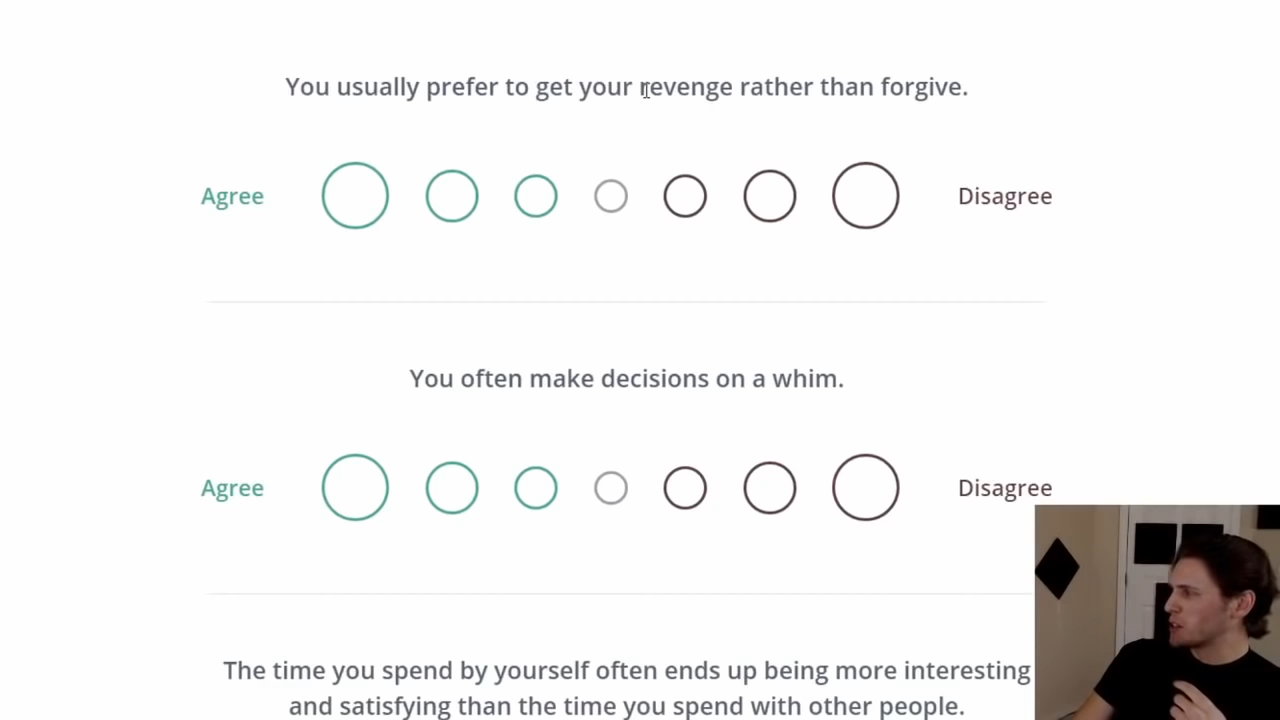 You usually prefer to get your revenge rather than forgive.
Agree
Disagree
You often make decisions on a whim.
Agree
Disagree
The time you spend by yourself often ends up being more interesting
and satisfying than the time you spend with other people.